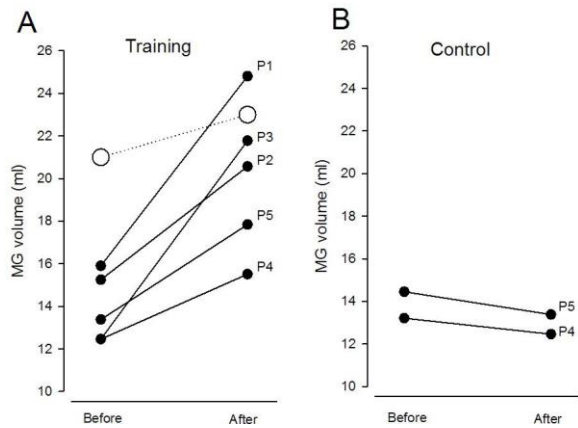 A
Training
MG volume (ml)
26
24
22
20
18
16
14
12
10
P1
P3
P2
P5
P4
Before
After
B
Control
MG volume (ml)
26
24
22
20
18
16
14
12
10
P5
P4
Before
After